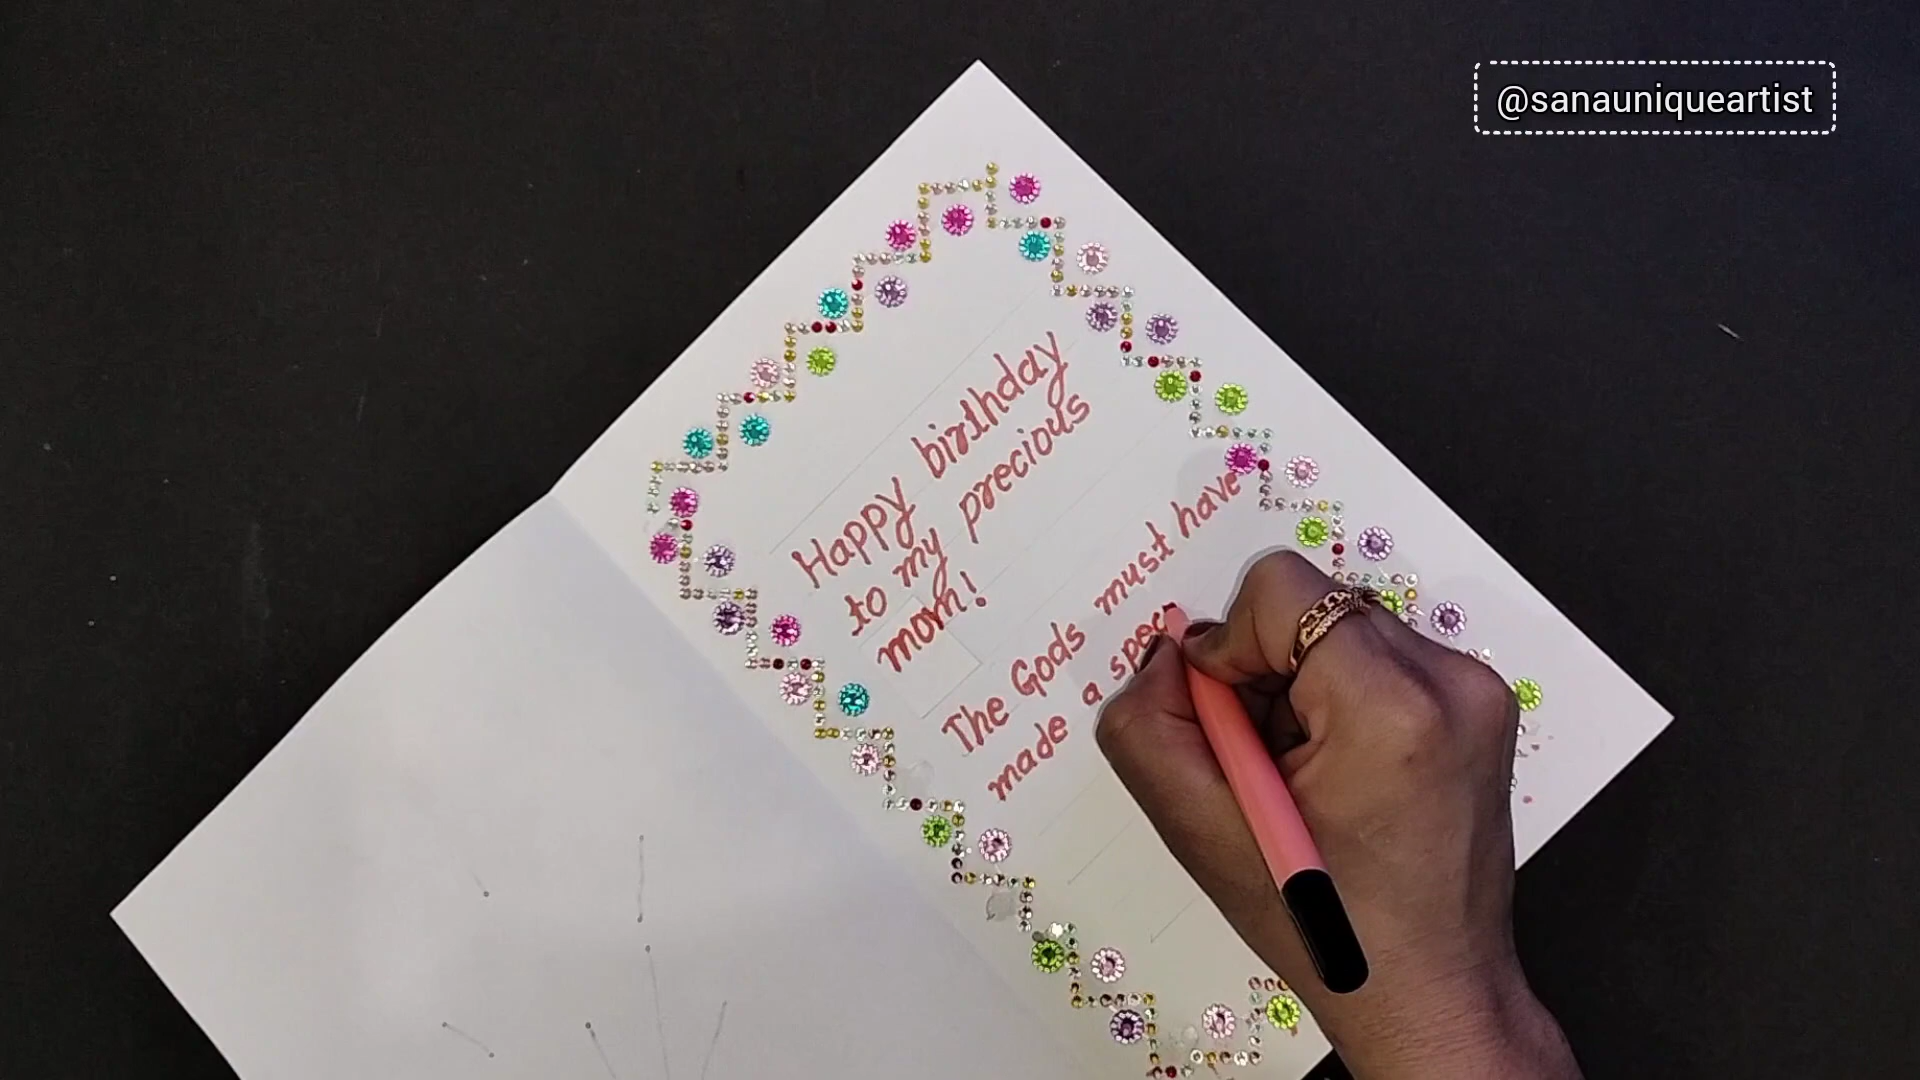 @sanauniqueartist
Happy birthday
to my precious
mom!
The Gods must have
made a spec